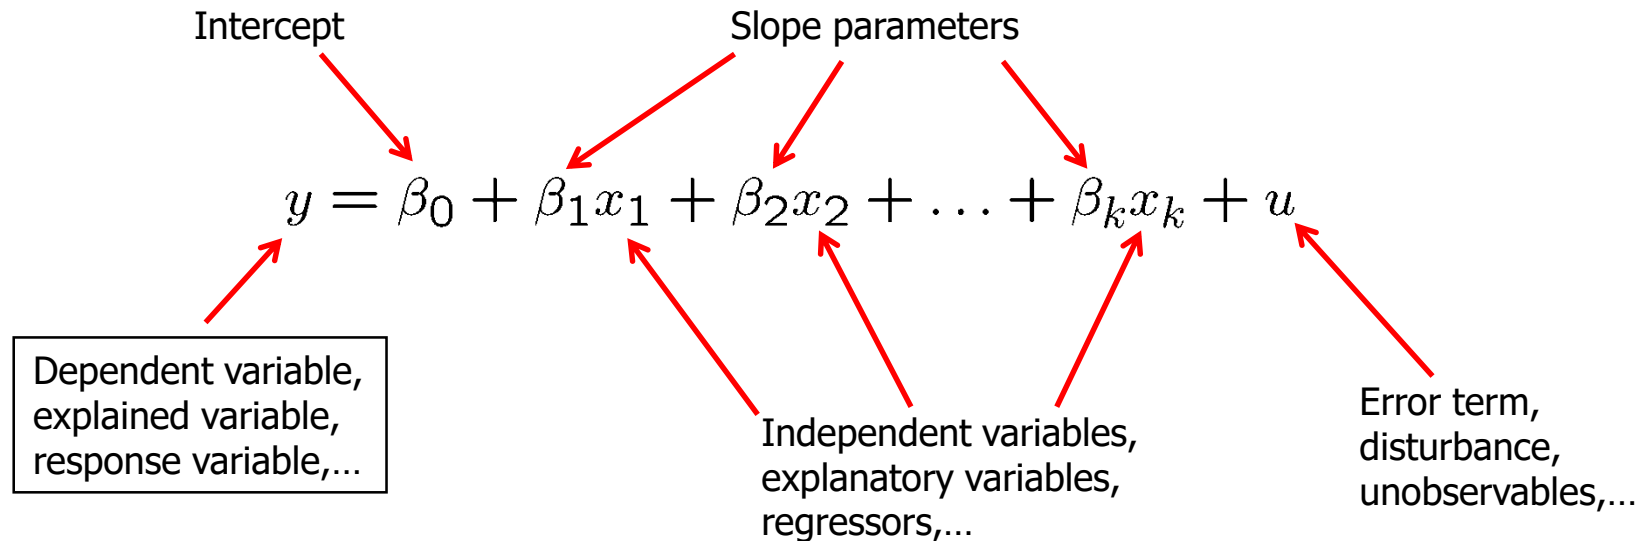 Intercept
Slope parameters
y = β₀ + β₁x₁ + β₂x₂ + … + βₖxₖ + u
Dependent variable,
explained variable,
response variable,…
Independent variables,
explanatory variables,
regressors,…
Error term,
disturbance,
unobservables,…